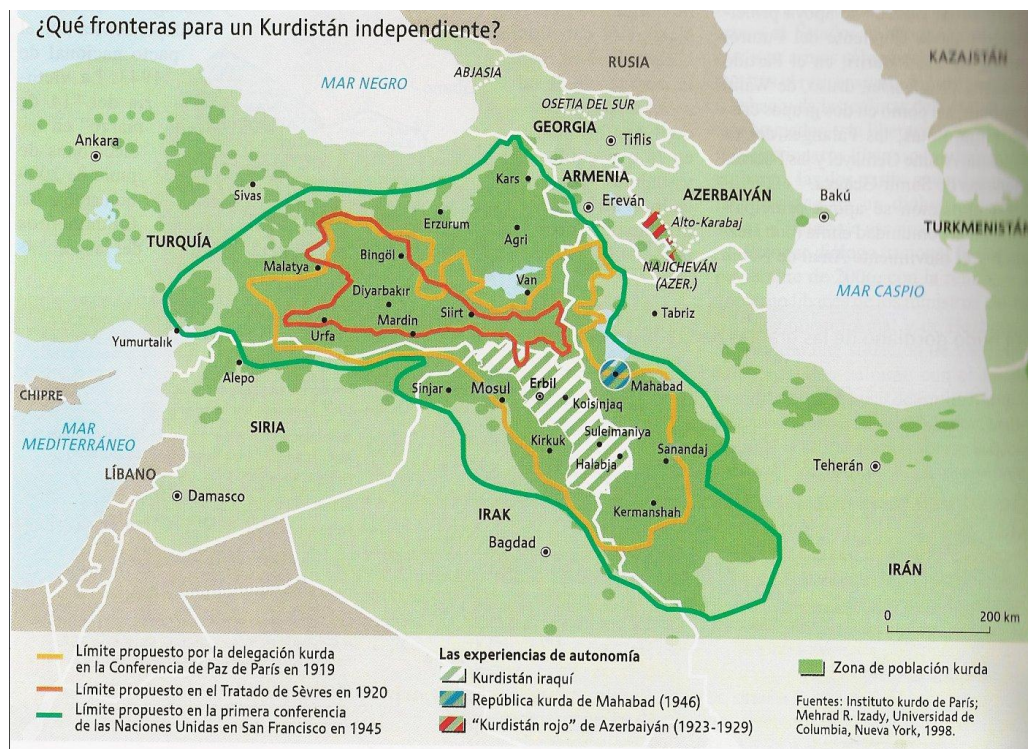 ¿Qué fronteras para un Kurdistán independiente?
RUSIA
KAZAJSTÁN
ABJASIA
MAR NEGRO
OSETIA DEL SUR
GEORGIA
Tiflis
Ankara
Kars
ARMENIA
Sivas
Ereván
AZERBAIYÁN
Bakú
Erzurum
Alto-Karabaj
TURKMENISTÁN
Agri
TURQUÍA
Bingöl
Malatya
NAJICHEVÁN
(AZER.)
Van
MAR CASPIO
Diyarbakır
Siirt
Tabriz
Mardin
Urfa
Yumurtalık
Alepo
Sinjar
Mosul
Erbil
Mahabad
CHIPRE
Koisinjaq
MAR
MEDITERRÁNEO
SIRIA
Suleimaniya
Kirkuk
Sanandaj
Halabja
Teherán
LÍBANO
Damasco
IRAK
Kermanshah
Bagdad
IRÁN
0 200 km
Límite propuesto por la delegación kurda
en la Conferencia de Paz de París en 1919
Límite propuesto en el Tratado de Sèvres en 1920
Límite propuesto en la primera conferencia
de las Naciones Unidas en San Francisco en 1945
Las experiencias de autonomía
Kurdistán iraquí
República kurda de Mahabad (1946)
“Kurdistán rojo” de Azerbaiyán (1923-1929)
Zona de población kurda
Fuentes: Instituto kurdo de París;
Mehrad R. Izady, Universidad de
Columbia, Nueva York, 1998.